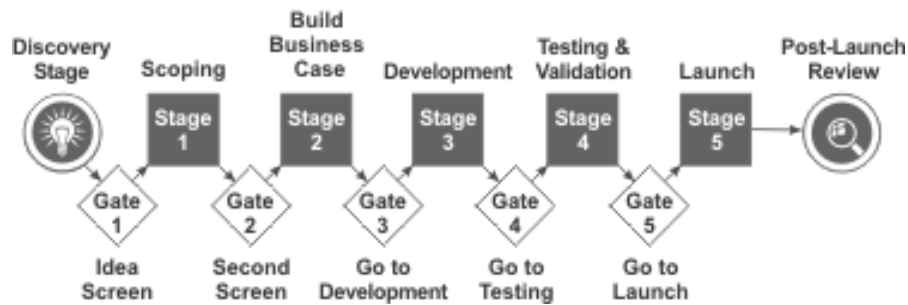 Discovery
Stage
Scoping
Build
Business
Case
Development
Testing &
Validation
Launch
Post-Launch
Review
Stage
1
Stage
2
Stage
3
Stage
4
Stage
5
Gate
1
Gate
2
Gate
3
Gate
4
Gate
5
Idea
Screen
Second
Screen
Go to
Development
Go to
Testing
Go to
Launch